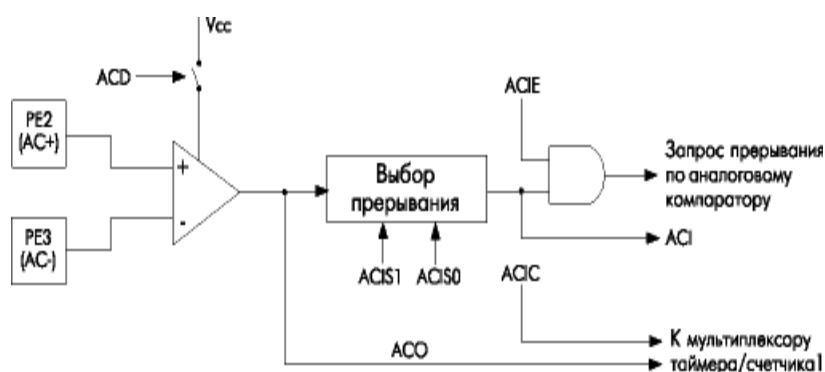 Vcc
ACD
ACIE
PE2
(AC+)
+
Выбор
прерывания
Запрос прерывания
по аналоговому
компаратору
PE3
(AC-)
-
ACI
ACIS1 ACIS0
ACIC
ACO
К мультиплексору
таймера/счетчика1